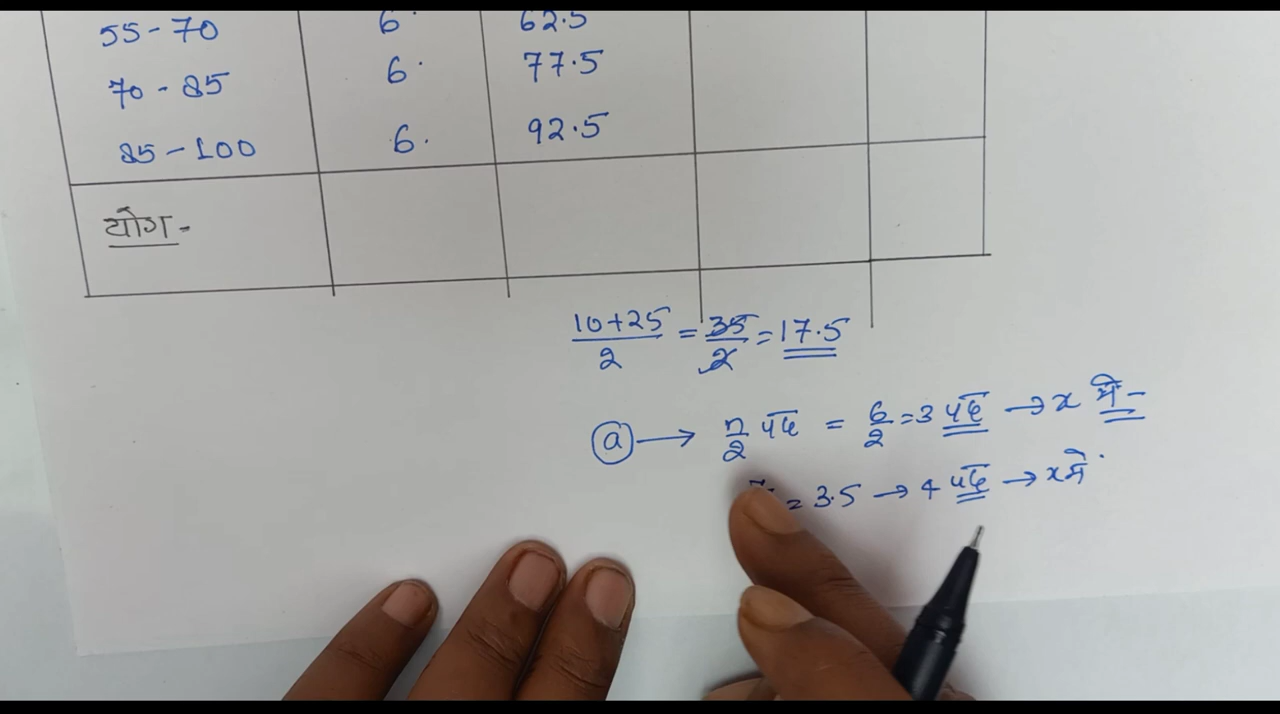 55-70 6. 62.5
70-85 6. 77.5
85-100 6. 92.5
योग-
10+25/2 = 35/2 = 17.5
a → n/2 पद = 6/2 = 3 पद → x में -
= 3.5 → 4 पद → x में